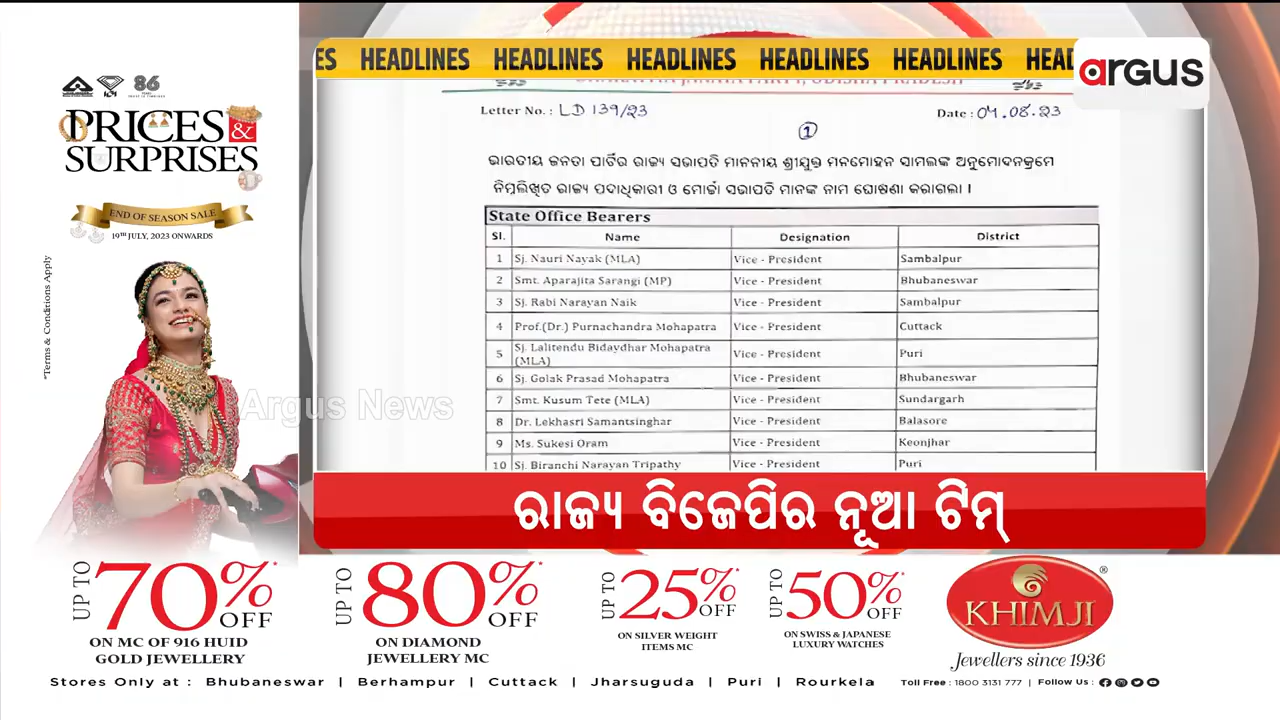 HEADLINES HEADLINES HEADLINES HEADLINES HEADLINES
argus
Letter No. : LD 139/23
Date : 04.08.23
1
ଭାରତୀୟ ଜନତା ପାର୍ଟିର ରାଜ୍ୟ ସଭାପତି ମାନନୀୟ ଶ୍ରୀଯୁକ୍ତ ମନମୋହନ ସାମଲଙ୍କ ଅନୁମୋଦନକ୍ରମେ
ନିମ୍ନଲିଖିତ ରାଜ୍ୟ ପଦାଧିକାରୀ ଓ ମୋର୍ଚ୍ଚା ସଭାପତି ମାନଙ୍କ ନାମ ଘୋଷଣା କରାଗଲା ।
State Office Bearers
Sl. Name Designation District
1 Sj. Nauri Nayak (MLA) Vice - President Sambalpur
2 Smt. Aparajita Sarangi (MP) Vice - President Bhubaneswar
3 Sj. Rabi Narayan Naik Vice - President Sambalpur
4 Prof.(Dr.) Purnachandra Mohapatra Vice - President Cuttack
5 Sj. Lalitendu Bidaydhar Mohapatra (MLA) Vice - President Puri
6 Sj. Golak Prasad Mohapatra Vice - President Bhubaneswar
7 Smt. Kusum Tete (MLA) Vice - President Sundargarh
8 Dr. Lekhasri Samantsinghar Vice - President Balasore
9 Ms. Sukesi Oram Vice - President Keonjhar
10 Sj. Biranchi Narayan Tripathy Vice - President Puri
ରାଜ୍ୟ ବିଜେପିର ନୂଆ ଟିମ୍
Argus News
86
PRICES &
SURPRISES
END OF SEASON SALE
19TH JULY, 2023 ONWARDS
*Terms & Conditions Apply
UP TO 70%* OFF
ON MC OF 916 HUID
GOLD JEWELLERY
UP TO 80%* OFF
ON DIAMOND
JEWELLERY MC
UP TO 25%* OFF
ON SILVER WEIGHT
ITEMS MC
UP TO 50%* OFF
ON SWISS & JAPANESE
LUXURY WATCHES
KHIMJI ®
Jewellers since 1936
Stores Only at : Bhubaneswar | Berhampur | Cuttack | Jharsuguda | Puri | Rourkela
Toll Free : 1800 3131 777 | Follow Us :